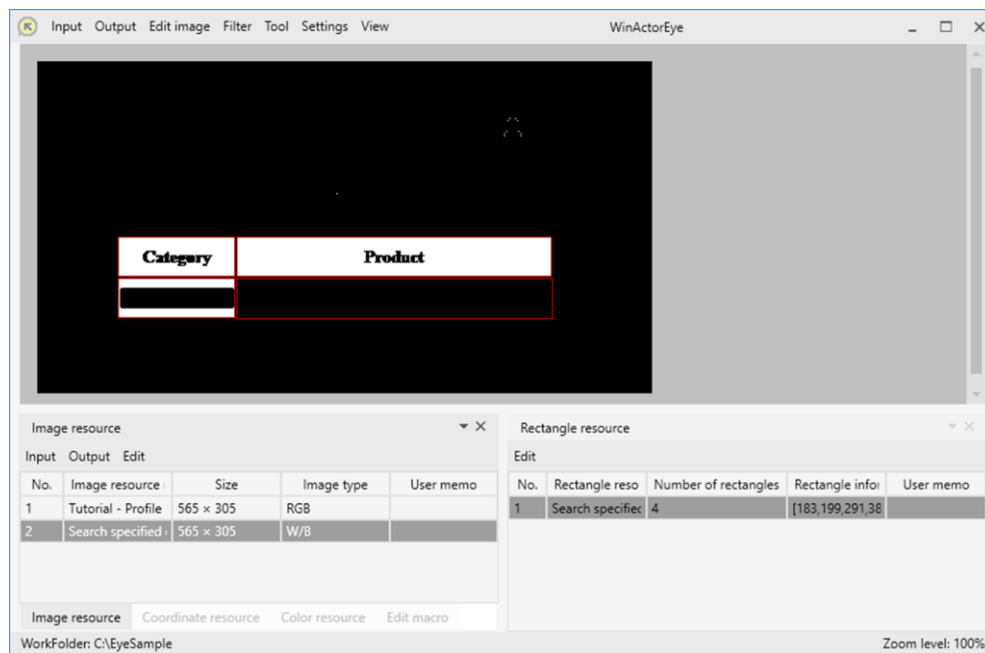 Input Output Edit image Filter Tool Settings View WinActorEye
Category Product
Image resource
Input Output Edit
No. Image resource Size Image type User memo
1 Tutorial - Profile 565 × 305 RGB
2 Search specified 565 × 305 W/B
Image resource Coordinate resource Color resource Edit macro
Rectangle resource
Edit
No. Rectangle reso Number of rectangles Rectangle infor User memo
1 Search specified 4 [183,199,291,38
WorkFolder: C:\EyeSample Zoom level: 100%